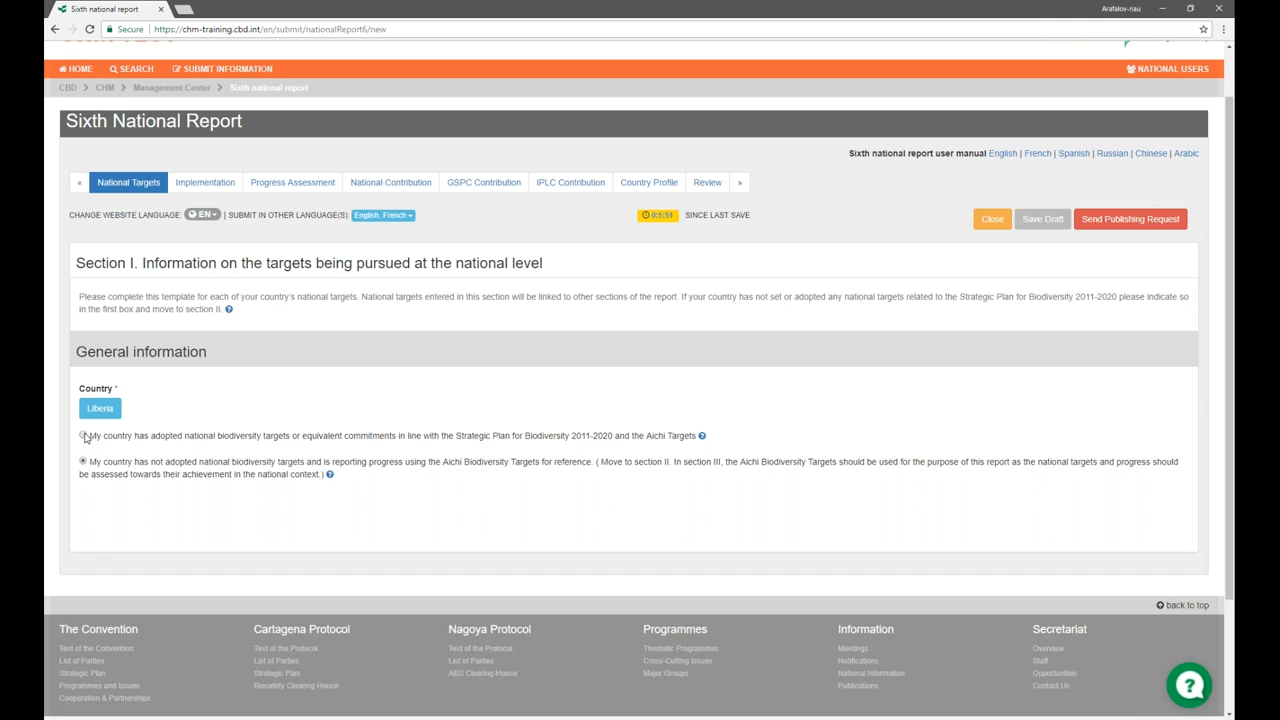 Sixth national report
Arafalov-nau
Secure https://chm-training.cbd.int/en/submit/nationalReport6/new
HOME SEARCH SUBMIT INFORMATION NATIONAL USERS
CBD CHM Management Center Sixth national report
Sixth National Report
Sixth national report user manual English | French | Spanish | Russian | Chinese | Arabic
« National Targets Implementation Progress Assessment National Contribution GSPC Contribution IPLC Contribution Country Profile Review »
CHANGE WEBSITE LANGUAGE: EN | SUBMIT IN OTHER LANGUAGE(S): English, French 0:5:51 SINCE LAST SAVE
Close Save Draft Send Publishing Request
Section I. Information on the targets being pursued at the national level
Please complete this template for each of your country's national targets. National targets entered in this section will be linked to other sections of the report. If your country has not set or adopted any national targets related to the Strategic Plan for Biodiversity 2011-2020 please indicate so
in the first box and move to section II.
General information
Country *
Liberia
My country has adopted national biodiversity targets or equivalent commitments in line with the Strategic Plan for Biodiversity 2011-2020 and the Aichi Targets
My country has not adopted national biodiversity targets and is reporting progress using the Aichi Biodiversity Targets for reference. ( Move to section II. In section III, the Aichi Biodiversity Targets should be used for the purpose of this report as the national targets and progress should
be assessed towards their achievement in the national context.)
back to top
The Convention Cartagena Protocol Nagoya Protocol Programmes Information Secretariat
Text of the Convention Text of the Protocol Text of the Protocol Thematic Programmes Meetings Overview
List of Parties List of Parties List of Parties Cross-Cutting Issues Notifications Staff
Strategic Plan Strategic Plan ABS Clearing-House Major Groups National Information Opportunities
Programmes and Issues Biosafety Clearing-House Publications Contact Us
Cooperation & Partnerships